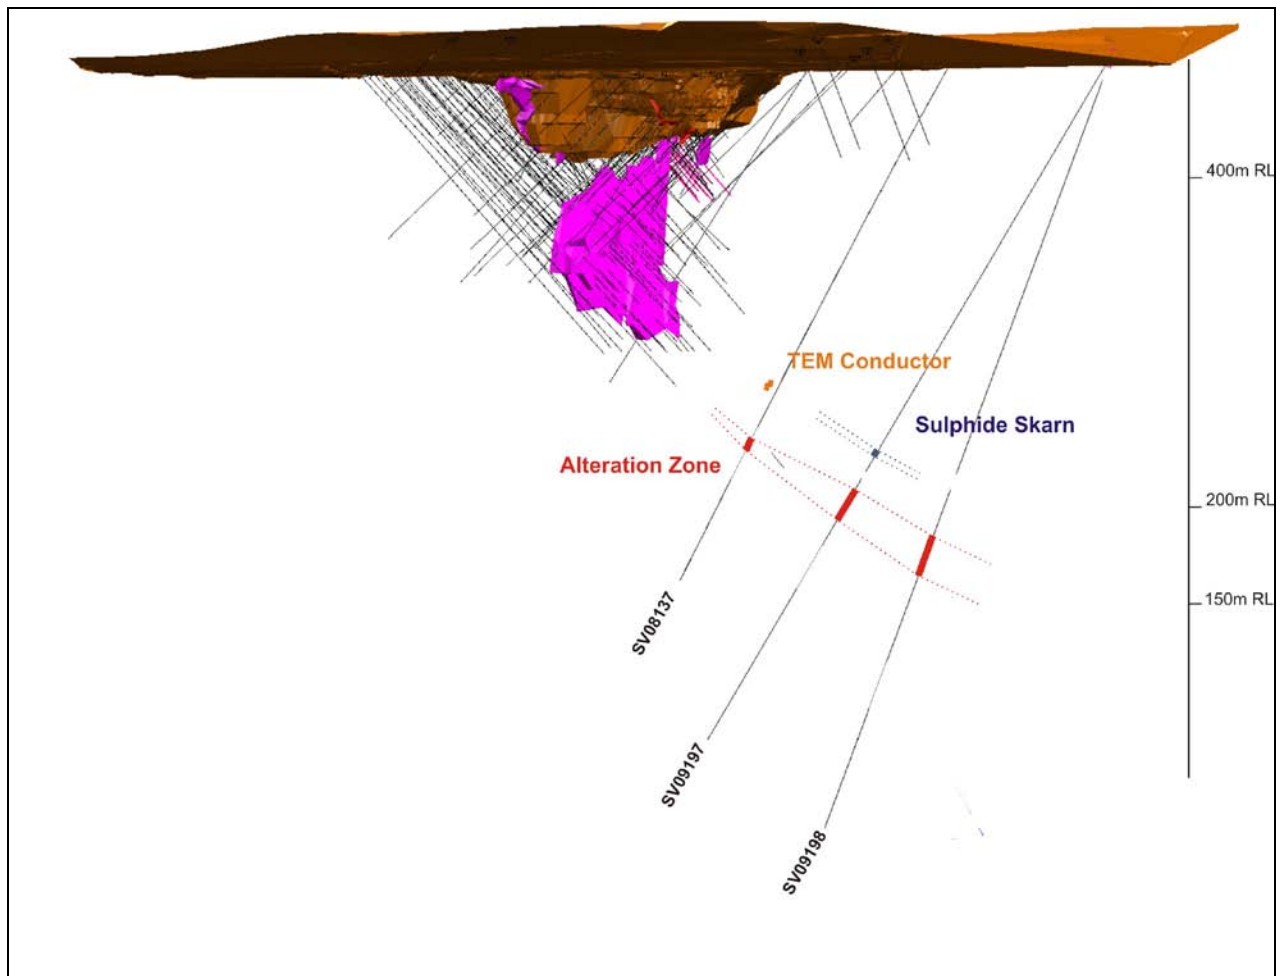 400m RL
TEM Conductor
Sulphide Skarn
Alteration Zone
200m RL
150m RL
SV08137
SV09197
SV09198